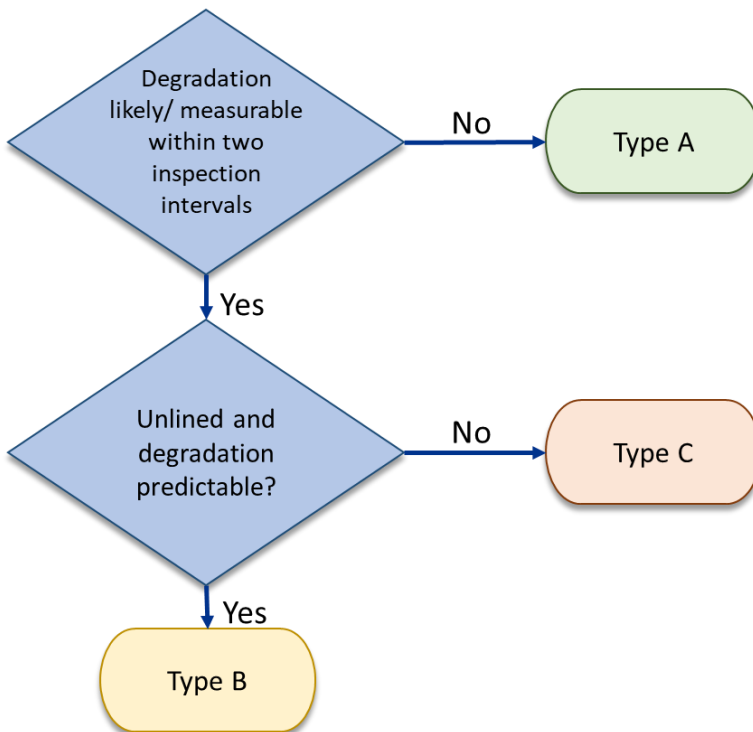 Degradation
likely/ measurable
within two
inspection
intervals
No
Type A
Yes
Unlined and
degradation
predictable?
No
Type C
Yes
Type B